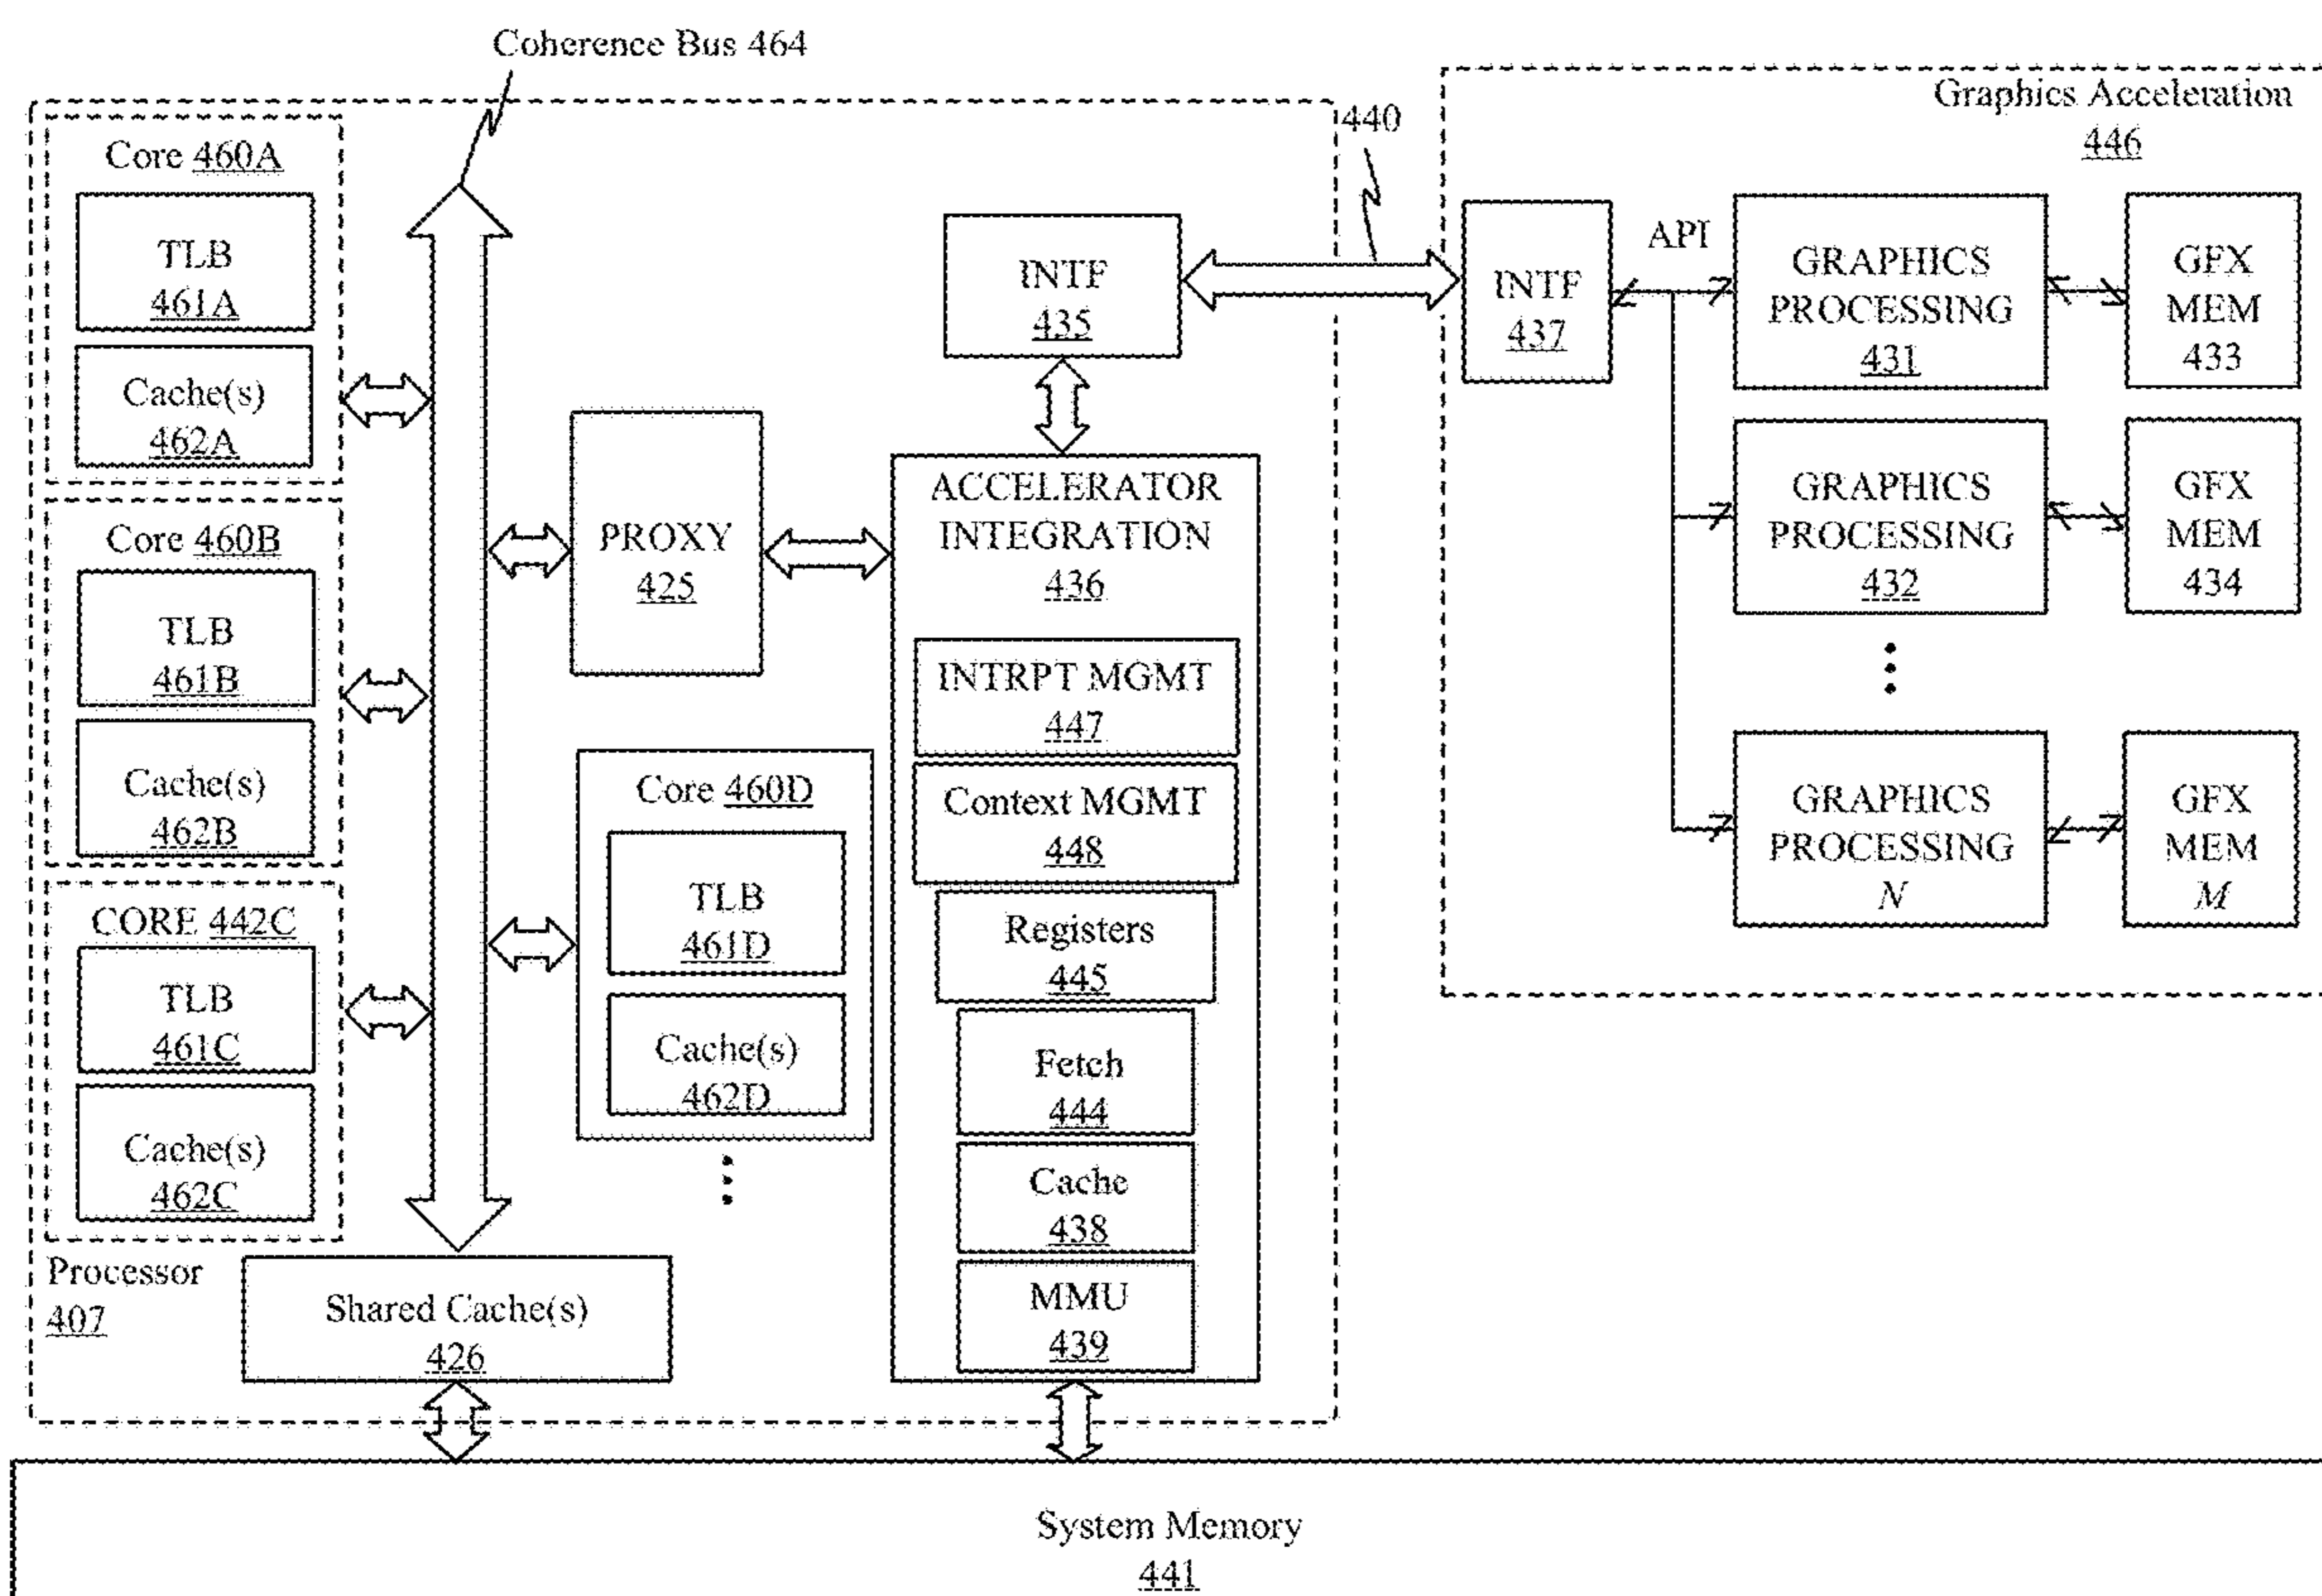 Coherence Bus 464
Core 460A
TLB
461A
Cache(s)
462A
Core 460B
TLB
461B
Cache(s)
462B
CORE 442C
TLB
461C
Cache(s)
462C
Processor
407
Shared Cache(s)
426
PROXY
425
Core 460D
TLB
461D
Cache(s)
462D
INTF
435
ACCELERATOR
INTEGRATION
436
INTRPT MGMT
447
Context MGMT
448
Registers
445
Fetch
444
Cache
438
MMU
439
440
Graphics Acceleration
446
INTF
437
API
GRAPHICS
PROCESSING
431
GFX
MEM
433
GRAPHICS
PROCESSING
432
GFX
MEM
434
GRAPHICS
PROCESSING
N
GFX
MEM
M
System Memory
441